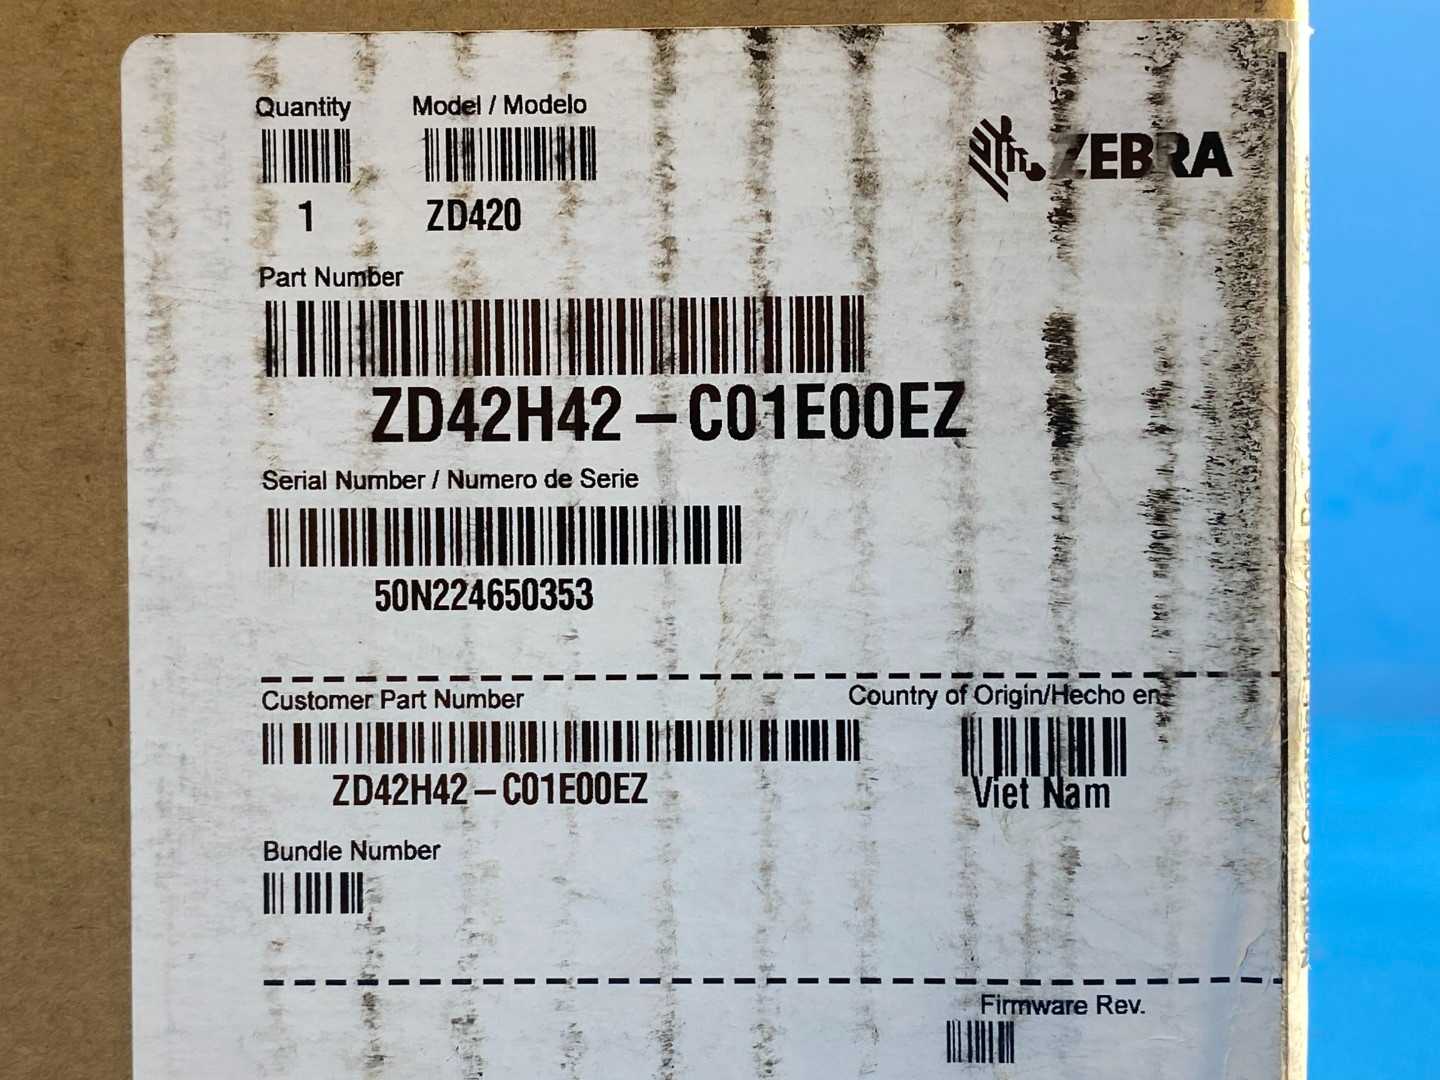 Quantity
Model / Modelo
ZEBRA
1
ZD420
Part Number
ZD42H42-C01E00EZ
Serial Number / Numero de Serie
50N224650353
Customer Part Number
Country of Origin/Hecho en
ZD42H42-C01E00EZ
Viet Nam
Bundle Number
Firmware Rev.